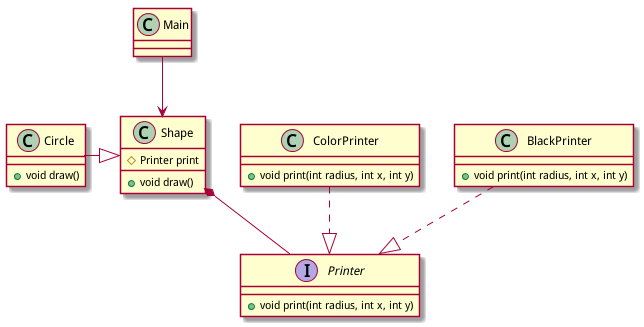 C Main
C Circle
void draw()
C Shape
Printer print
void draw()
C ColorPrinter
void print(int radius, int x, int y)
C BlackPrinter
void print(int radius, int x, int y)
I Printer
void print(int radius, int x, int y)